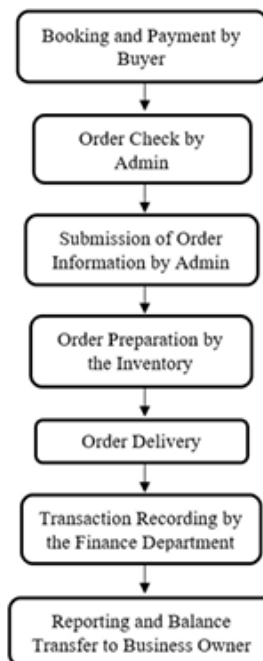 Booking and Payment by
Buyer
Order Check by
Admin
Submission of Order
Information by Admin
Order Preparation by
the Inventory
Order Delivery
Transaction Recording by
the Finance Department
Reporting and Balance
Transfer to Business Owner